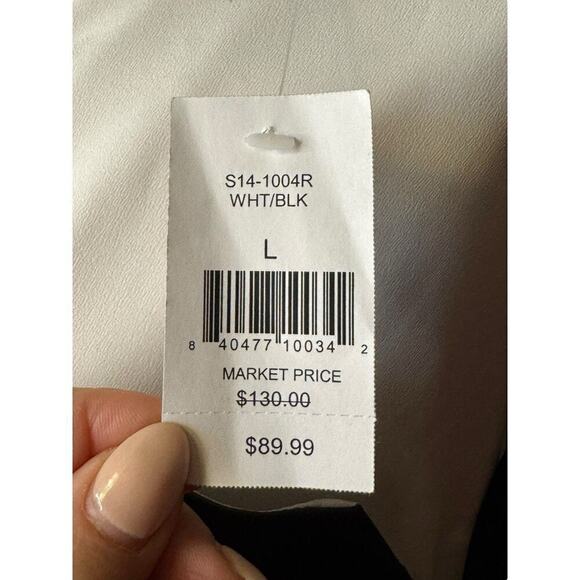 S14-1004R
WHT/BLK
L
8 40477 10034 2
MARKET PRICE
$130.00
$89.99